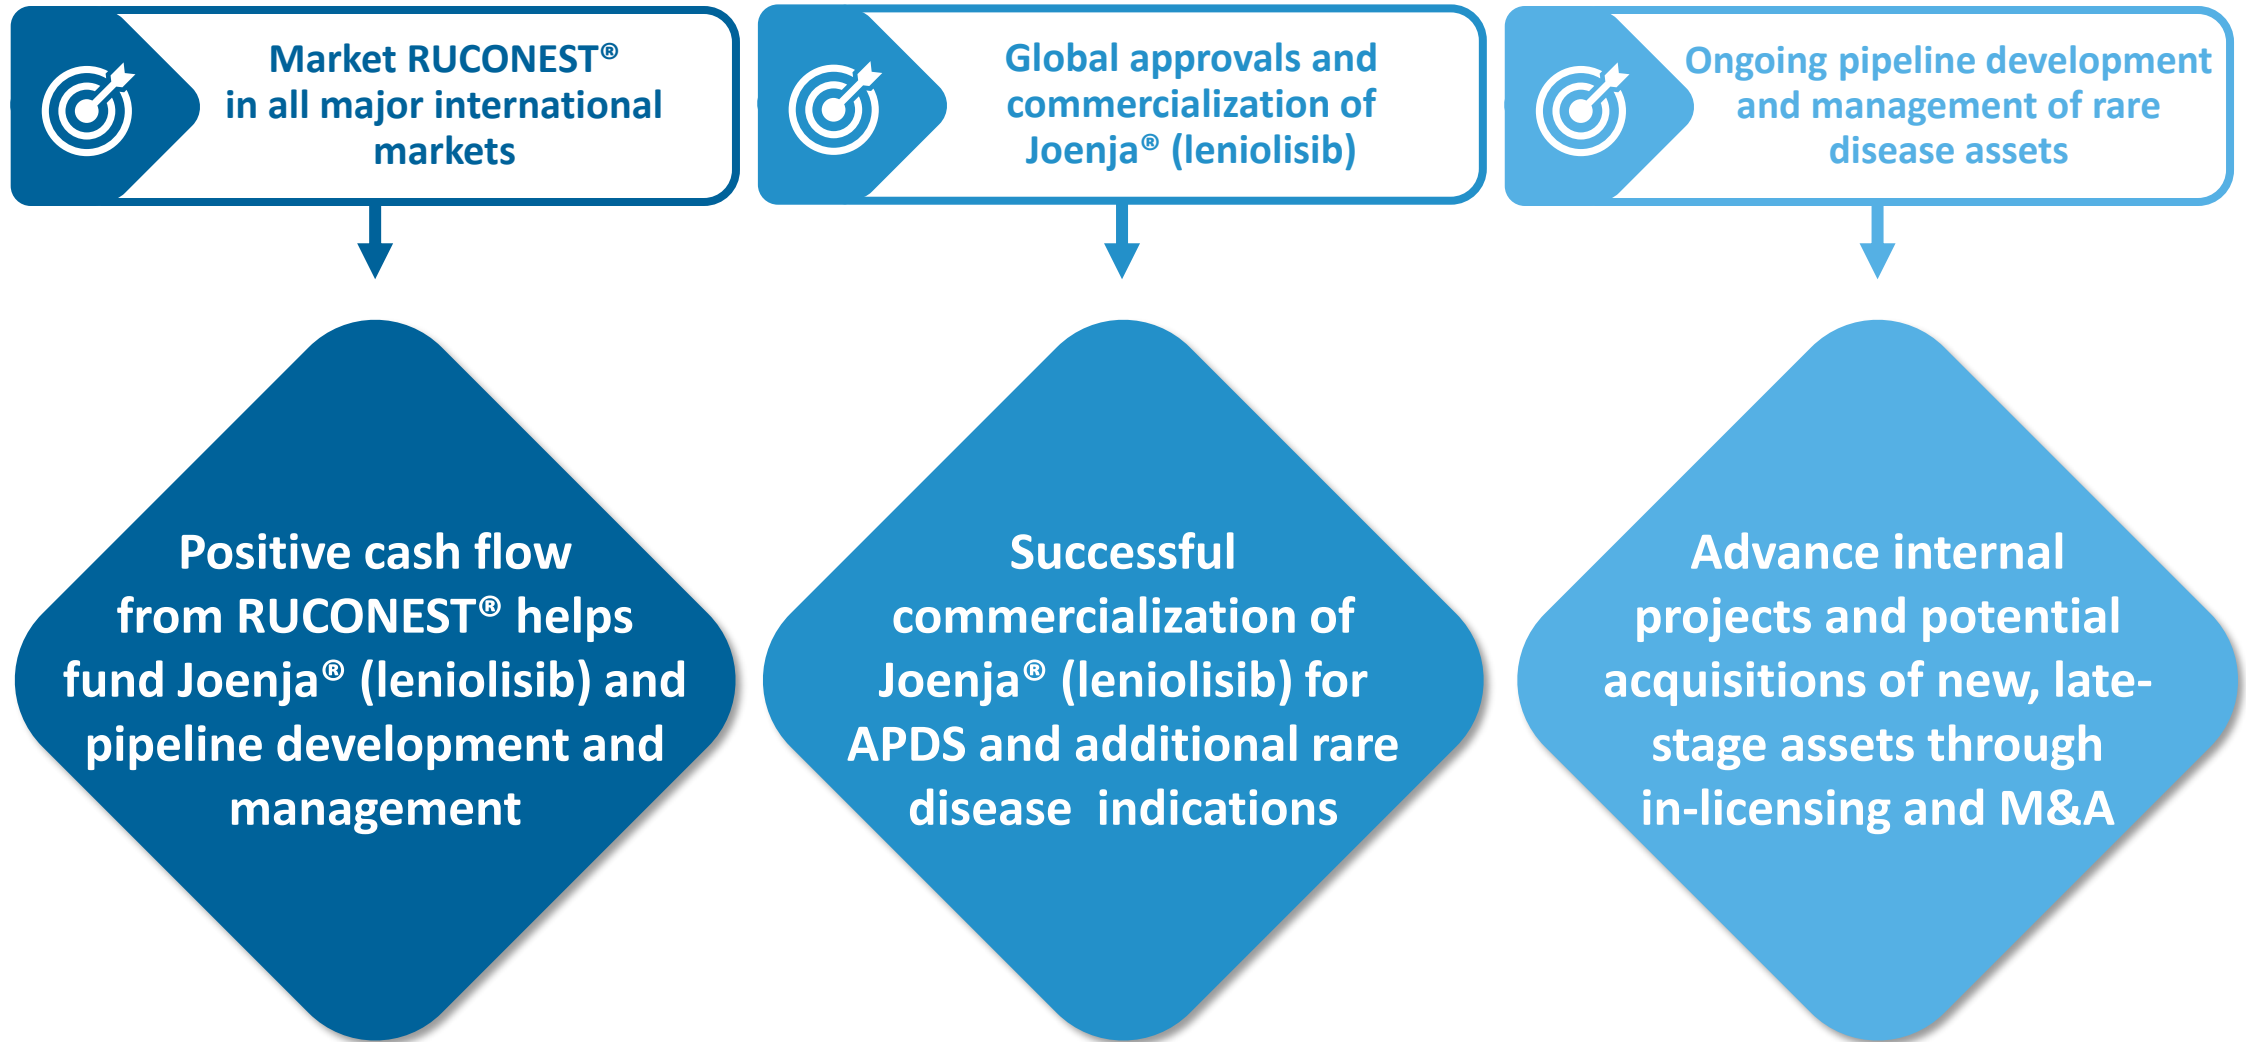 Market RUCONEST®
in all major international
markets
Global approvals and
commercialization of
Joenja® (leniolisib)
Ongoing pipeline development
and management of rare
disease assets
Positive cash flow
from RUCONEST® helps
fund Joenja® (leniolisib) and
pipeline development and
management
Successful
commercialization of
Joenja® (leniolisib) for
APDS and additional rare
disease  indications
Advance internal
projects and potential
acquisitions of new, late-
stage assets through
in-licensing and M&A